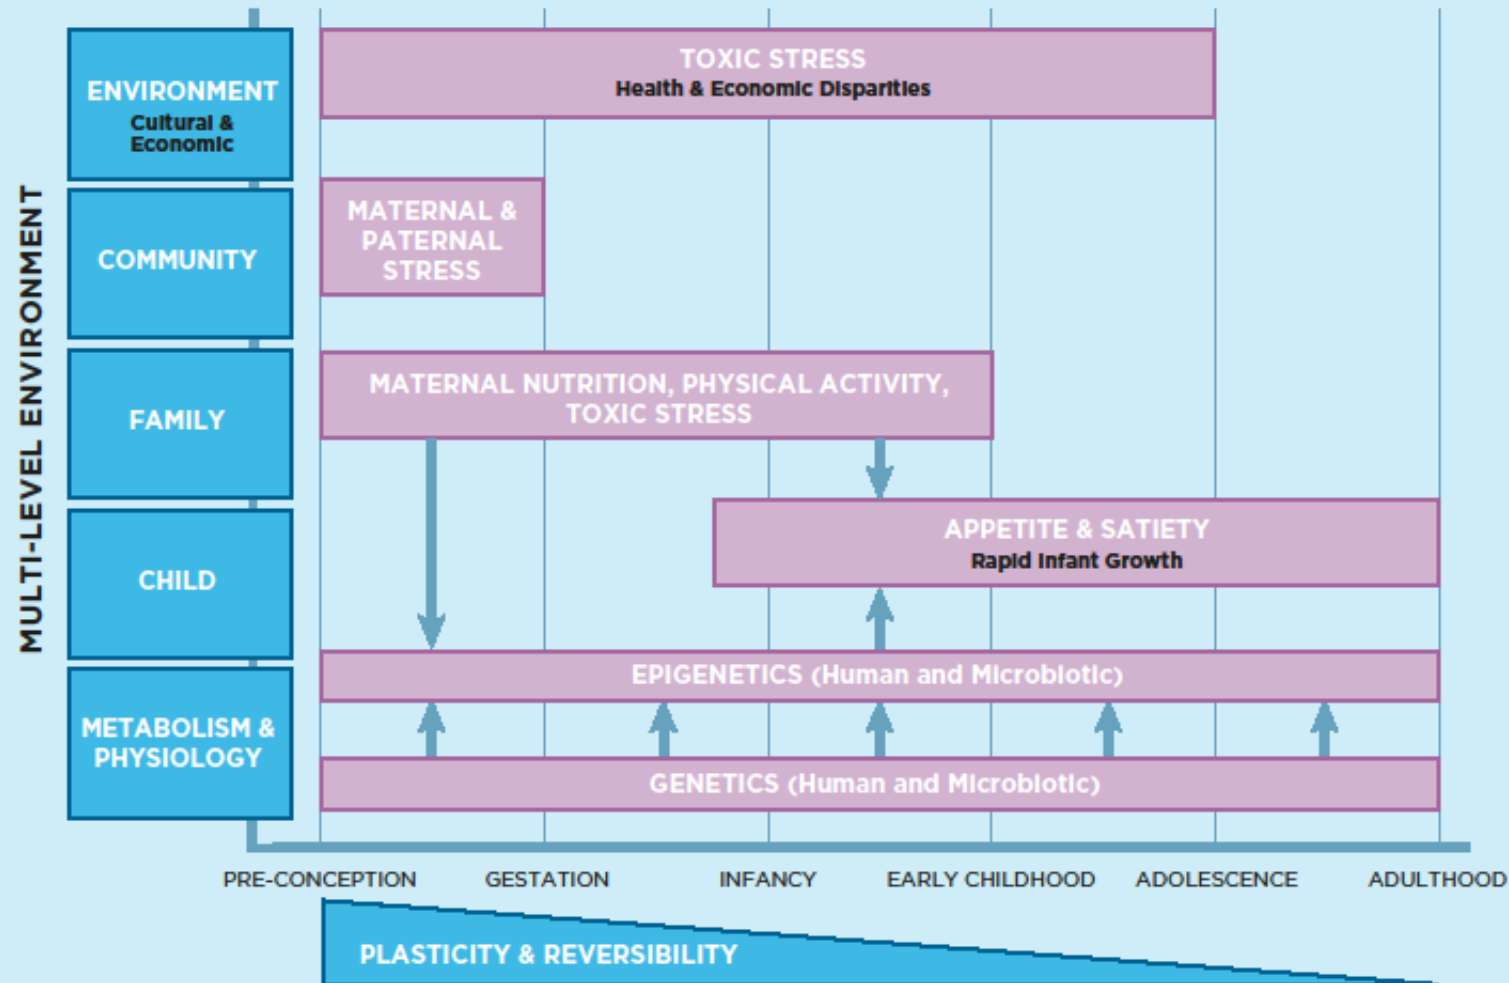 MULTI-LEVEL ENVIRONMENT
ENVIRONMENT
Cultural &
Economic
TOXIC STRESS
Health & Economic Disparities
COMMUNITY
MATERNAL &
PATERNAL
STRESS
FAMILY
MATERNAL NUTRITION, PHYSICAL ACTIVITY,
TOXIC STRESS
CHILD
APPETITE & SATIETY
Rapid Infant Growth
METABOLISM &
PHYSIOLOGY
EPIGENETICS (Human and Microbiotic)
GENETICS (Human and Microbiotic)
PRE-CONCEPTION GESTATION INFANCY EARLY CHILDHOOD ADOLESCENCE ADULTHOOD
PLASTICITY & REVERSIBILITY